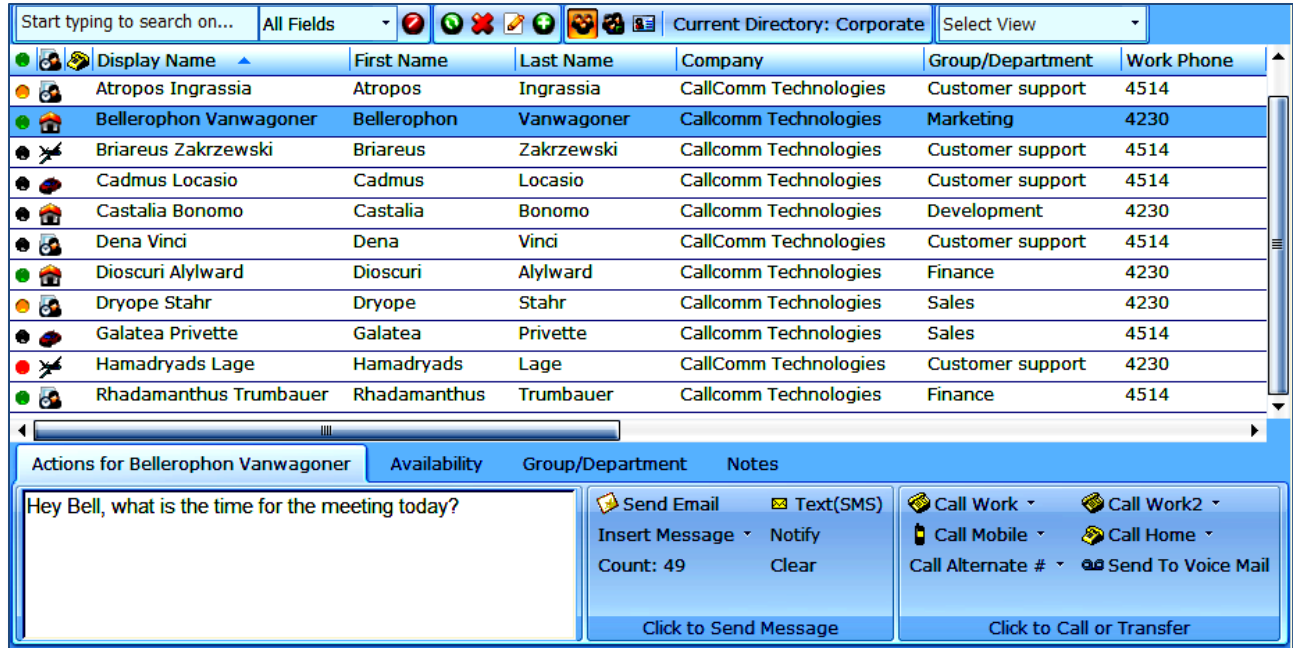 Start typing to search on... All Fields Current Directory: Corporate Select View
Display Name First Name Last Name Company Group/Department Work Phone
Atropos Ingrassia Atropos Ingrassia CallComm Technologies Customer support 4514
Bellerophon Vanwagoner Bellerophon Vanwagoner Callcomm Technologies Marketing 4230
Briareus Zakrzewski Briareus Zakrzewski Callcomm Technologies Customer support 4514
Cadmus Locasio Cadmus Locasio Callcomm Technologies Customer support 4514
Castalia Bonomo Castalia Bonomo Callcomm Technologies Development 4230
Dena Vinci Dena Vinci CallComm Technologies Customer support 4514
Dioscuri Alylward Dioscuri Alylward Callcomm Technologies Finance 4230
Dryope Stahr Dryope Stahr Callcomm Technologies Sales 4230
Galatea Privette Galatea Privette Callcomm Technologies Sales 4514
Hamadryads Lage Hamadryads Lage CallComm Technologies Customer support 4230
Rhadamanthus Trumbauer Rhadamanthus Trumbauer Callcomm Technologies Finance 4514
Actions for Bellerophon Vanwagoner Availability Group/Department Notes
Hey Bell, what is the time for the meeting today?
Send Email Text(SMS)
Insert Message Notify
Count: 49 Clear
Click to Send Message
Call Work Call Work2
Call Mobile Call Home
Call Alternate # Send To Voice Mail
Click to Call or Transfer